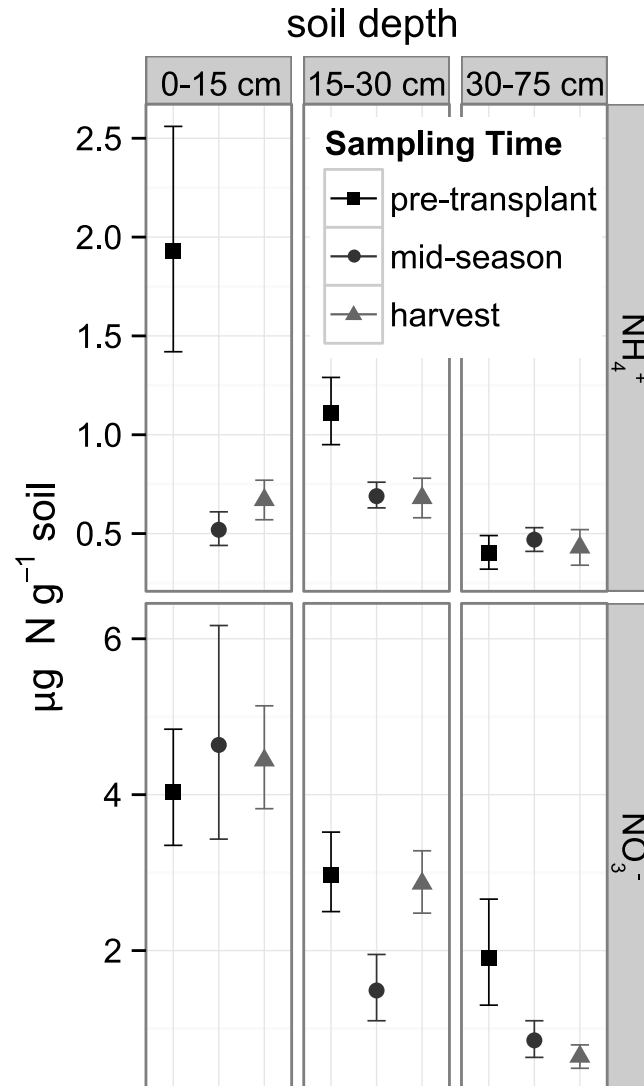 soil depth
0-15 cm 15-30 cm 30-75 cm
Sampling Time
pre-transplant
mid-season
harvest
2.5
2.0
1.5
1.0
0.5
NH₄⁺
µg N g⁻¹ soil
6
4
2
NO₃⁻